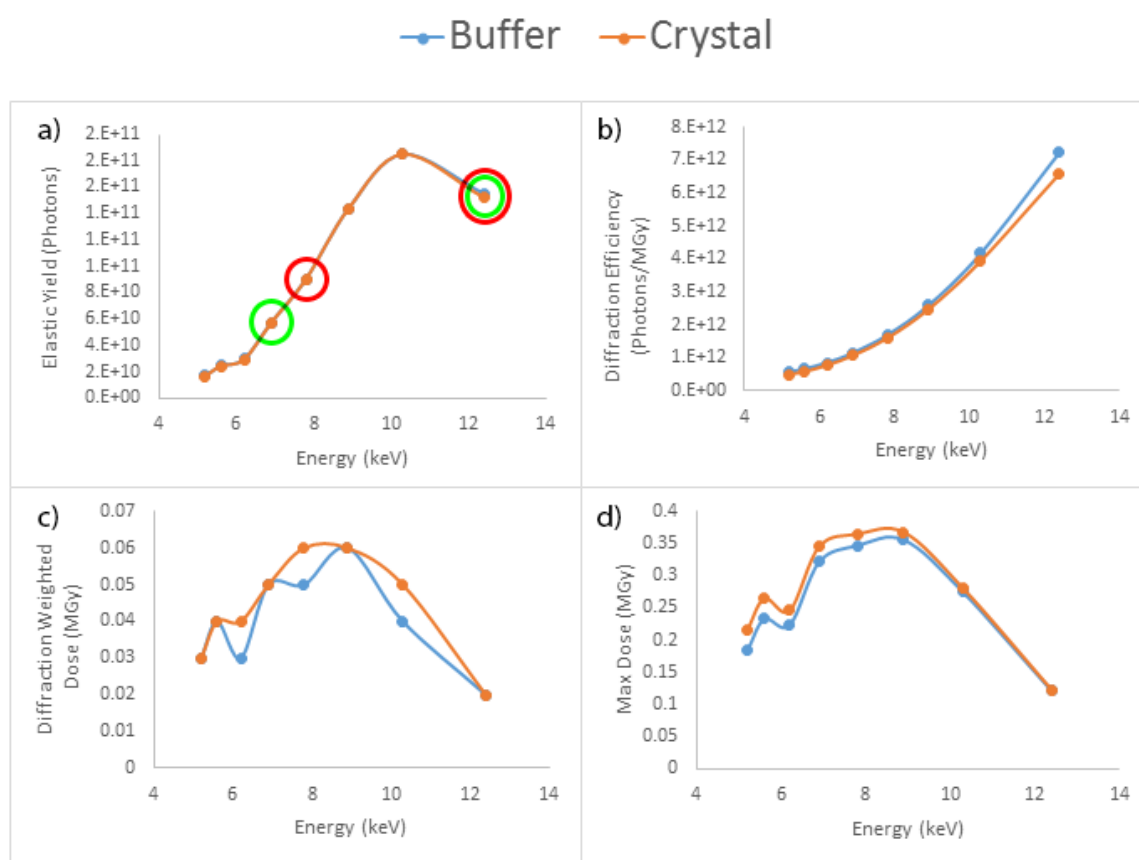 Buffer Crystal
a)
2.E+11
2.E+11
2.E+11
1.E+11
1.E+11
1.E+11
8.E+10
6.E+10
4.E+10
2.E+10
0.E+00
Elastic Yield (Photons)
4 6 8 10 12 14
Energy (keV)
b)
8.E+12
7.E+12
6.E+12
5.E+12
4.E+12
3.E+12
2.E+12
1.E+12
0.E+00
Diffraction Efficiency
(Photons/MGy)
4 6 8 10 12 14
Energy (keV)
c)
0.07
0.06
0.05
0.04
0.03
0.02
0.01
0
Diffraction Weighted
Dose (MGy)
4 6 8 10 12 14
Energy (keV)
d)
0.4
0.35
0.3
0.25
0.2
0.15
0.1
0.05
0
Max Dose (MGy)
4 6 8 10 12 14
Energy (keV)